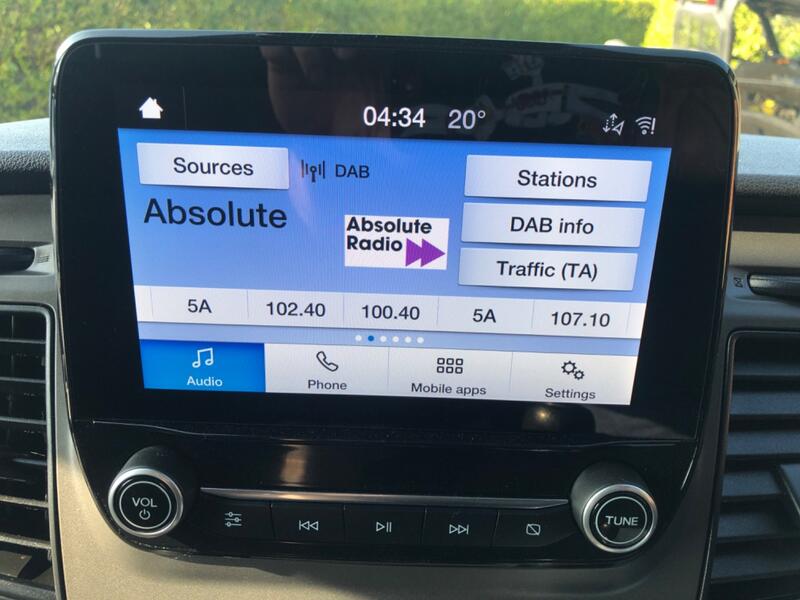 04:34 20°
Sources
DAB
Stations
Absolute
Absolute
Radio
DAB info
Traffic (TA)
5A 102.40 100.40 5A 107.10
Audio Phone Mobile apps Settings
VOL
TUNE